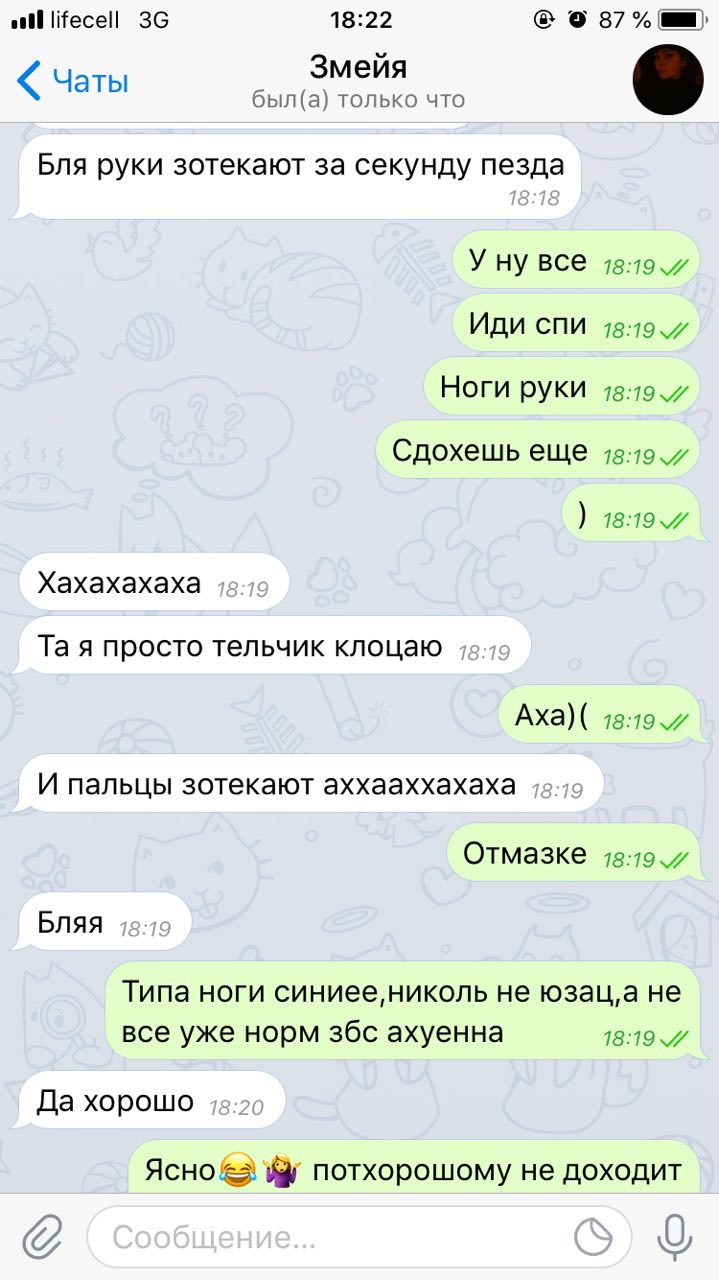 lifecell 3G 18:22 87 %
Чаты
Змейя
был(а) только что
Бля руки зотекают за секунду пезда
18:18
У ну все 18:19
Иди спи 18:19
Ноги руки 18:19
Сдохешь еще 18:19
) 18:19
Хахахахаха 18:19
Та я просто тельчик клоцаю 18:19
Аха)( 18:19
И пальцы зотекают аххааххахаха 18:19
Отмазке 18:19
Бляя 18:19
Типа ноги синиее,николь не юзац,а не
все уже норм збс ахуенна 18:19
Да хорошо 18:20
Ясно😂🤷‍♀️ потхорошому не доходит
Сообщение...